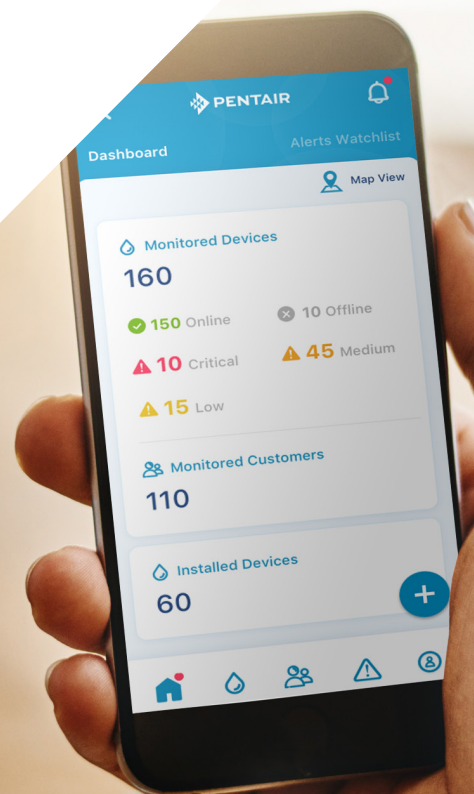 PENTAIR
Dashboard
Alerts Watchlist
Map View
Monitored Devices
160
150 Online
10 Offline
10 Critical
45 Medium
15 Low
Monitored Customers
110
Installed Devices
60